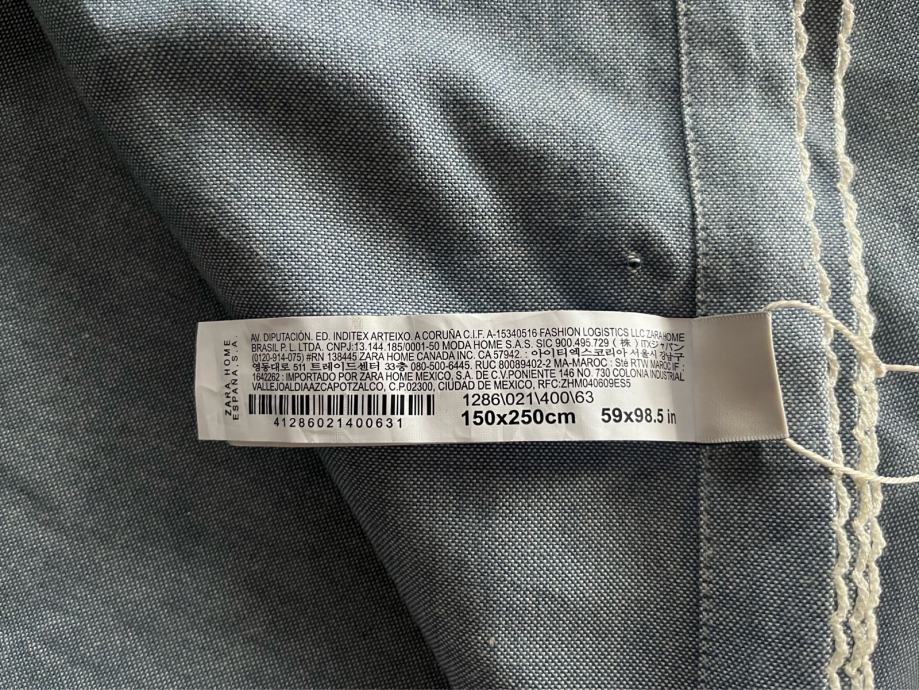 ZARA HOME
ESPAÑA, S.A
AV. DIPUTACIÓN. ED. INDITEX ARTEIXO. A CORUÑA C.I.F. A-15340516 FASHION LOGISTICS LLC ZARA HOME
BRASIL P. L. LTDA. CNPJ:13.144.185/0001-50 MODA HOME S.A.S. SIC 900.495.729 ( 株 ) ITXジャパン
(0120-914-075) #RN 138445 ZARA HOME CANADA INC. CA 57942. : 아이티엑스코리아 서울시 강남구
영동대로 511 트레이드센터 33층 080-500-6445. RUC 80089402-2 MA-MAROC : Sté RTW MAROC IF :
1642262 : IMPORTADO POR ZARA HOME MEXICO, S.A. DE C.V.PONIENTE 146 NO. 730 COLONIA INDUSTRIAL
VALLEJOALDIAAZCAPOTZALCO, C.P.02300, CIUDAD DE MEXICO, RFC:ZHM040609ES5
1286\021\400\63
41286021400631
150x250cm 59x98.5 in